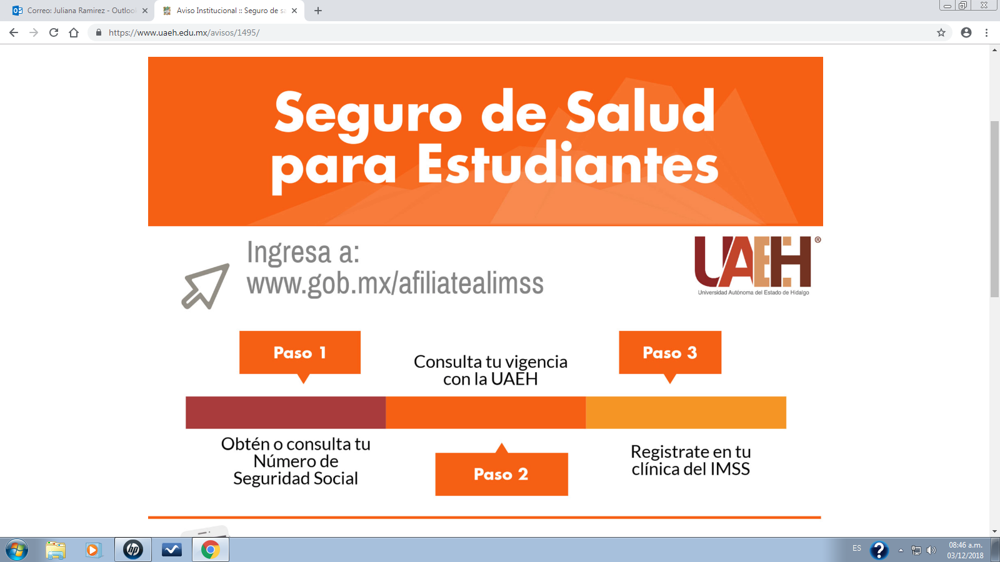 Correo: Juliana Ramirez - Outloo
Aviso Institucional :: Seguro de sa
https://www.uaeh.edu.mx/avisos/1495/
Seguro de Salud
para Estudiantes
Ingresa a:
www.gob.mx/afiliatealimss
UAEH®
Universidad Autónoma del Estado de Hidalgo
Paso 1
Obtén o consulta tu
Número de
Seguridad Social
Consulta tu vigencia
con la UAEH
Paso 2
Paso 3
Registrate en tu
clínica del IMSS
hp
ES
?
08:46 a.m.
03/12/2018